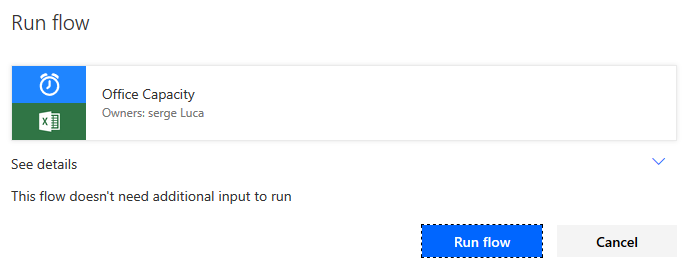 Run flow
Office Capacity
Owners: serge Luca
See details
This flow doesn't need additional input to run
Run flow
Cancel